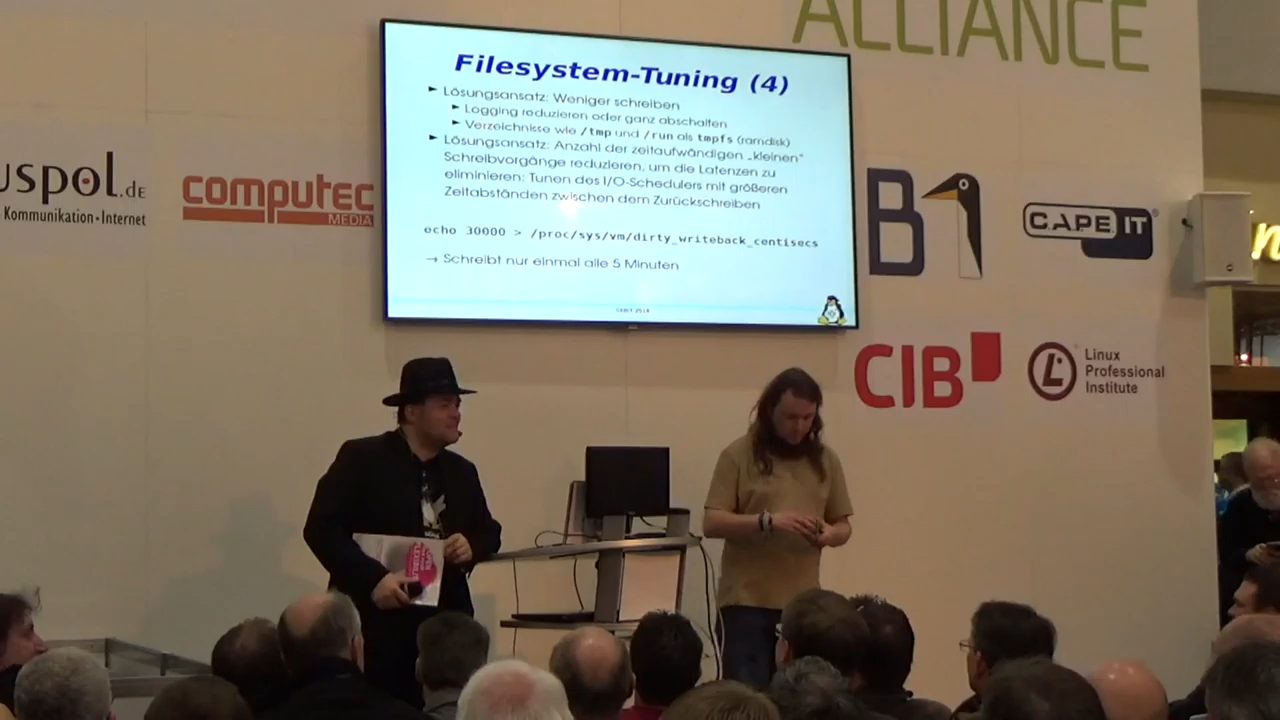 ALLIANCE
Filesystem-Tuning (4)
► Lösungsansatz: Weniger schreiben
► Logging reduzieren oder ganz abschalten
► Verzeichnisse wie /tmp und /run als tmpfs (ramdisk)
► Lösungsansatz: Anzahl der zeitaufwändigen „kleinen“
Schreibvorgänge reduzieren, um die Latenzen zu
eliminieren: Tunen des I/O-Schedulers mit größeren
Zeitabständen zwischen dem Zurückschreiben
echo 30000 > /proc/sys/vm/dirty_writeback_centisecs
→ Schreibt nur einmal alle 5 Minuten
uspol.de
Kommunikation•Internet
computec
MEDIA
B1
C.A.P.E. IT
CIB
Linux
Professional
Institute